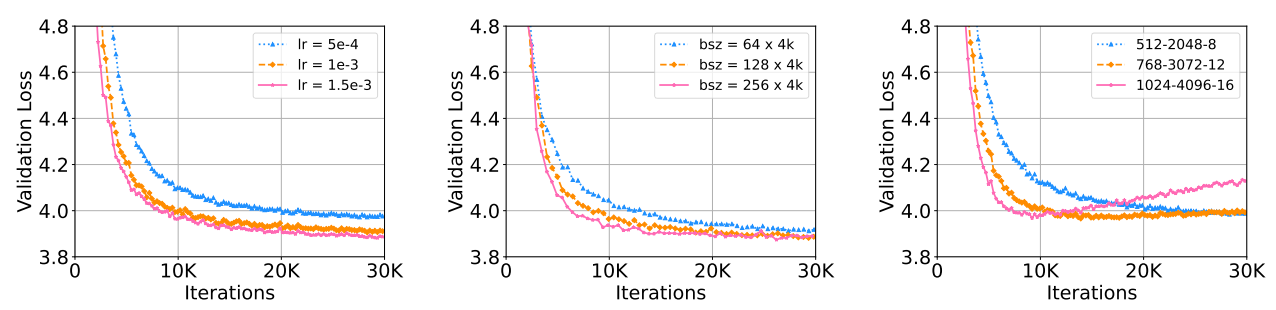 4.8
4.6
4.4
4.2
4.0
3.8
Validation Loss
0
10K
20K
30K
Iterations
lr = 5e-4
lr = 1e-3
lr = 1.5e-3
4.8
4.6
4.4
4.2
4.0
3.8
Validation Loss
0
10K
20K
30K
Iterations
bsz = 64 x 4k
bsz = 128 x 4k
bsz = 256 x 4k
4.8
4.6
4.4
4.2
4.0
3.8
Validation Loss
0
10K
20K
30K
Iterations
512-2048-8
768-3072-12
1024-4096-16